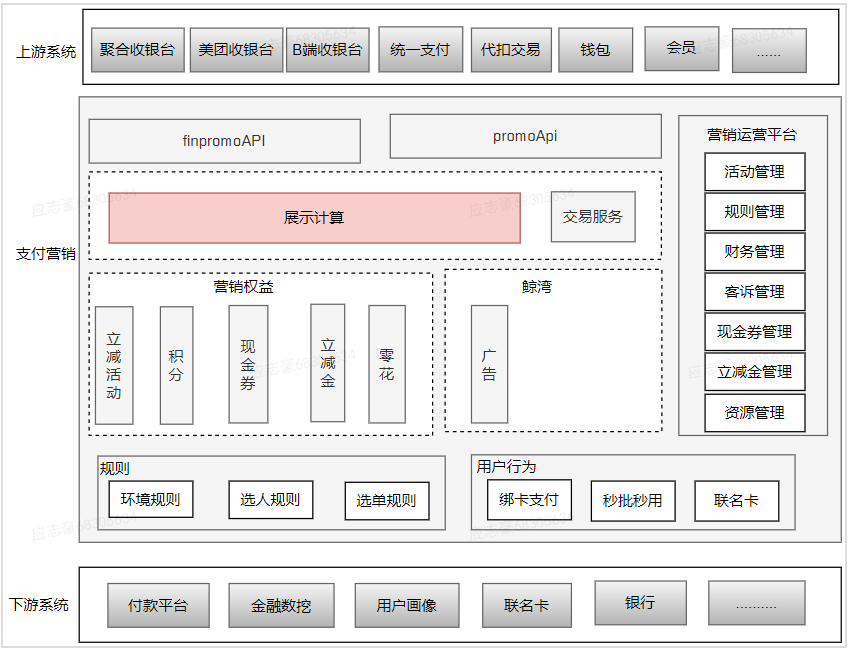 上游系统
聚合收银台 美团收银台 B端收银台 统一支付 代扣交易 钱包 会员 ......
支付营销
finpromoAPI promoApi
展示计算 交易服务
营销权益
立减活动 积分 现金券 立减金 零花
鲸湾
广告
营销运营平台
活动管理
规则管理
财务管理
客诉管理
现金券管理
立减金管理
资源管理
规则
环境规则 选人规则 选单规则
用户行为
绑卡支付 秒批秒用 联名卡
下游系统
付款平台 金融数挖 用户画像 联名卡 银行 ..........